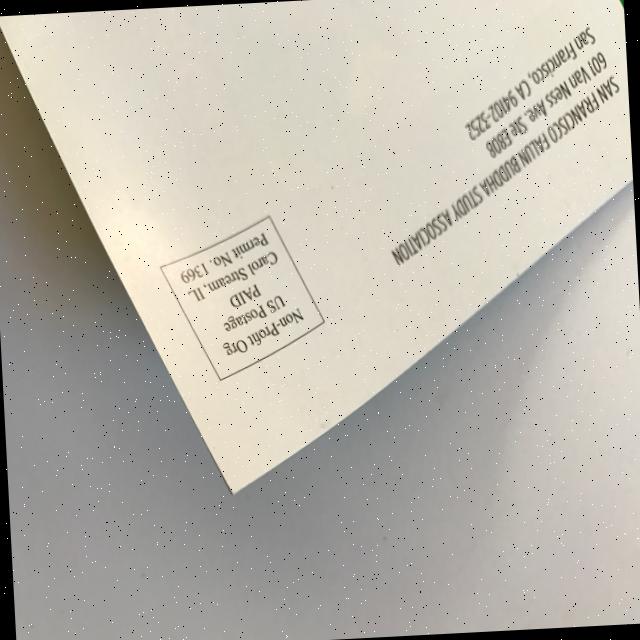 SAN FRANCISCO FALUN BUDDHA STUDY ASSOCIATION
601 Van Ness Ave. Ste E808
San Francisco, CA 94102-3252
Non-Profit Org
US Postage
PAID
Carol Stream, IL
Permit No. 1369